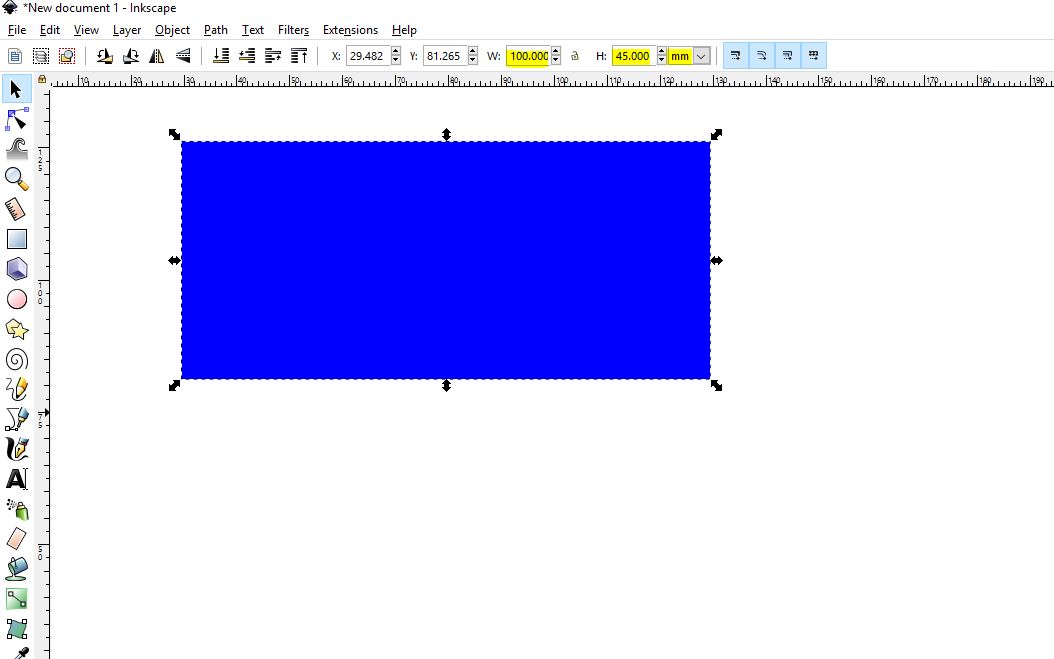 *New document 1 - Inkscape
File Edit View Layer Object Path Text Filters Extensions Help
X: 29.482 Y: 81.265 W: 100.000 H: 45.000 mm
10 20 30 40 50 60 70 80 90 100 110 120 130 140 150 160 170 180 190
125
100
75
50